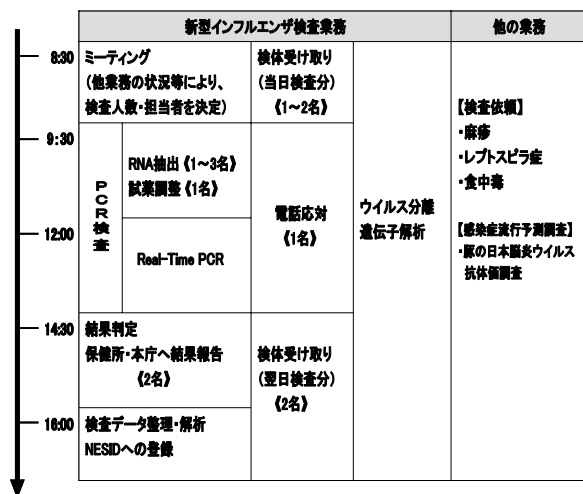 新型インフルエンザ検査業務
他の業務
8:30
9:30
12:00
14:30
16:00
ミーティング
(他業務の状況等により、
検査人数・担当者を決定)
PCR検査
RNA抽出《1～3名》
試薬調整《1名》
Real-Time PCR
結果判定
保健所・本庁へ結果報告
《2名》
検査データ整理・解析
NESIDへの登録
検体受け取り
(当日検査分)
《1～2名》
電話応対
《1名》
検体受け取り
(翌日検査分)
《2名》
ウイルス分離
遺伝子解析
【検査依頼】
・麻疹
・レプトスピラ症
・食中毒
【感染症流行予測調査】
・豚の日本脳炎ウイルス
抗体価調査